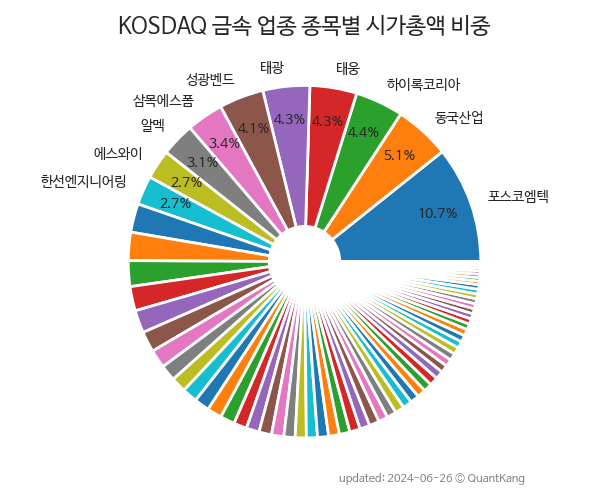 KOSDAQ 금속 업종 종목별 시가총액 비중
포스코엠텍
10.7%
동국산업
5.1%
하이록코리아
4.4%
태웅
4.3%
태광
4.3%
성광벤드
4.1%
삼목에스폼
3.4%
알멕
3.1%
에스와이
2.7%
한선엔지니어링
2.7%
updated: 2024-06-26 © QuantKang